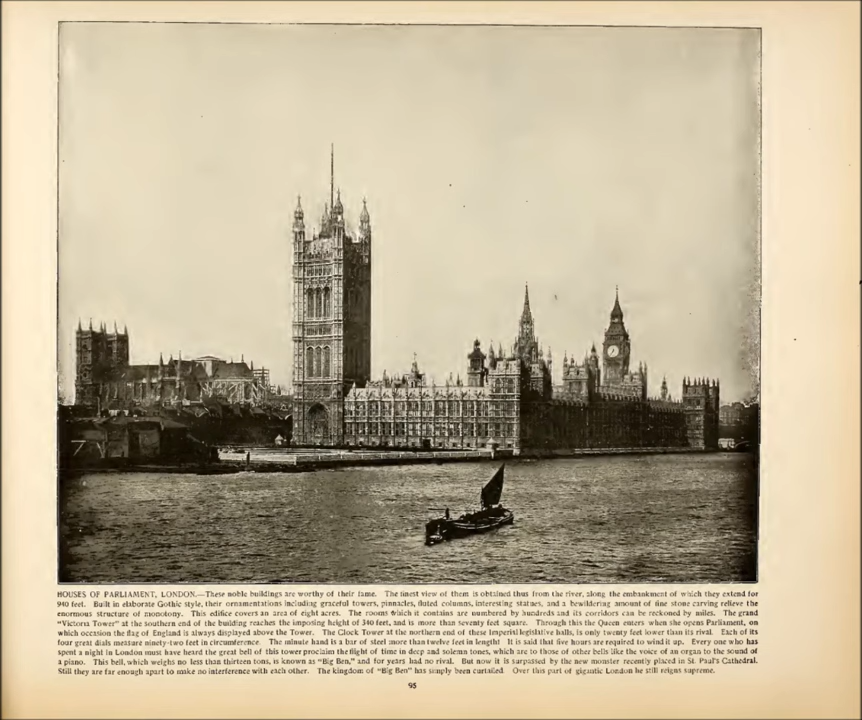 HOUSES OF PARLIAMENT, LONDON.—These noble buildings are worthy of their fame. The finest view of them is obtained thus from the river, along the embankment of which they extend for
940 feet. Built in elaborate Gothic style, their ornamentations including graceful towers, pinnacles, fluted columns, interesting statues, and a bewildering amount of fine stone carving relieve the
enormous structure of monotony. This edifice covers an area of eight acres. The rooms which it contains are numbered by hundreds and its corridors can be reckoned by miles. The grand
"Victoria Tower" at the southern end of the building reaches the imposing height of 340 feet, and is more than seventy feet square. Through this the Queen enters when she opens Parliament, on
which occasion the flag of England is always displayed above the Tower. The Clock Tower at the northern end of these Imperial legislative halls, is only twenty feet lower than its rival. Each of its
four great dials measure ninety-two feet in circumference. The minute hand is a bar of steel more than twelve feet in length! It is said that five hours are required to wind it up. Every one who has
spent a night in London must have heard the great bell of this tower proclaim the flight of time in deep and solemn tones, which are to those of other bells like the voice of an organ to the sound of
a piano. This bell, which weighs no less than thirteen tons, is known as "Big Ben," and for years had no rival. But now it is surpassed by the new monster recently placed in St. Paul's Cathedral.
Still they are far enough apart to make no interference with each other. The kingdom of "Big Ben" has simply been curtailed. Over this part of gigantic London he still reigns supreme.
95